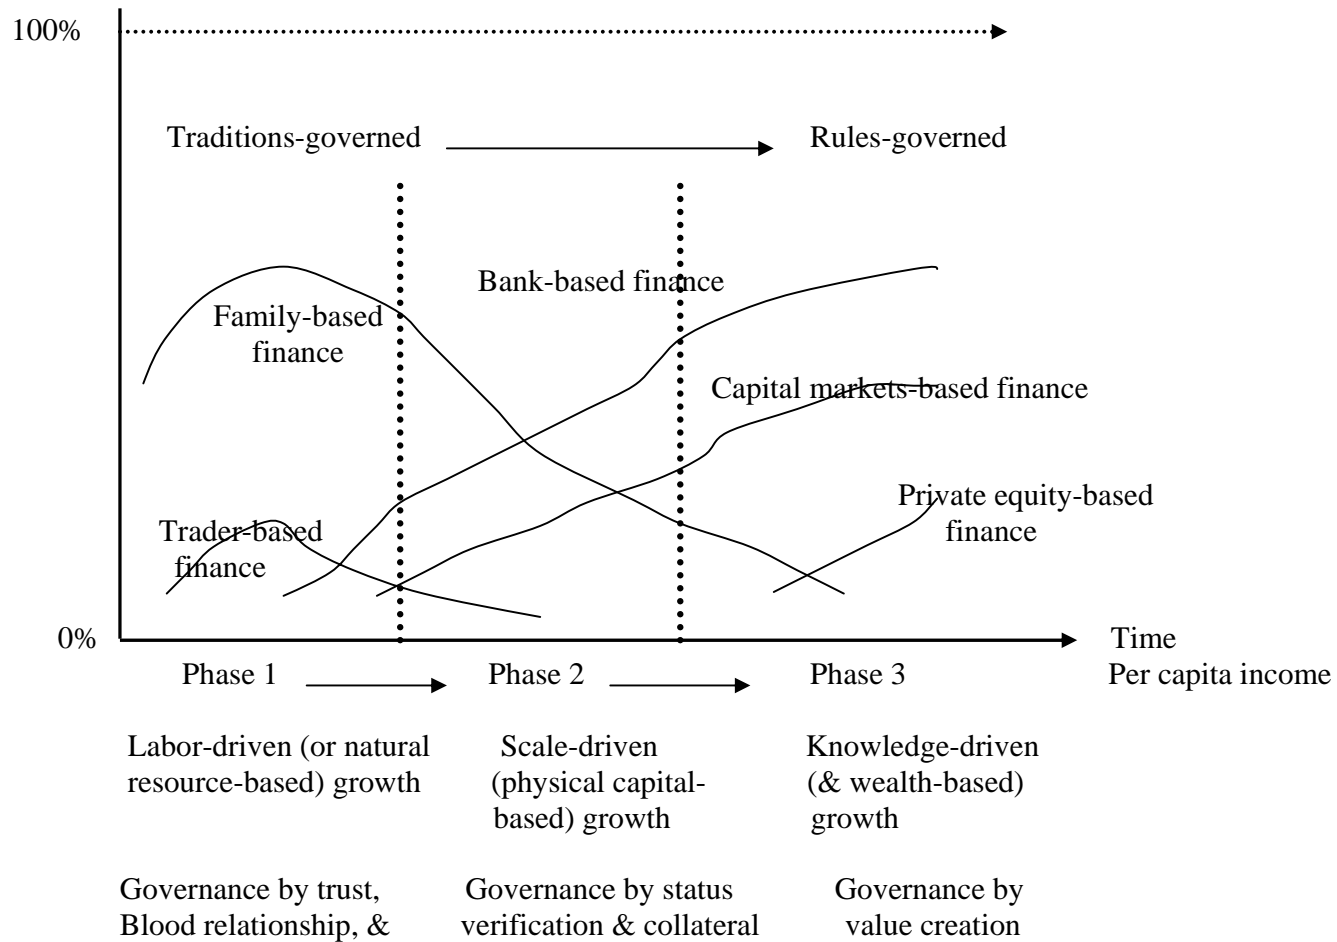 100%
Traditions-governed
Rules-governed
Bank-based finance
Family-based
finance
Capital markets-based finance
Private equity-based
finance
Trader-based
finance
0%
Time
Per capita income
Phase 1
Phase 2
Phase 3
Labor-driven (or natural
resource-based) growth
Scale-driven
(physical capital-
based) growth
Knowledge-driven
(& wealth-based)
growth
Governance by trust,
Blood relationship, &
Governance by status
verification & collateral
Governance by
value creation